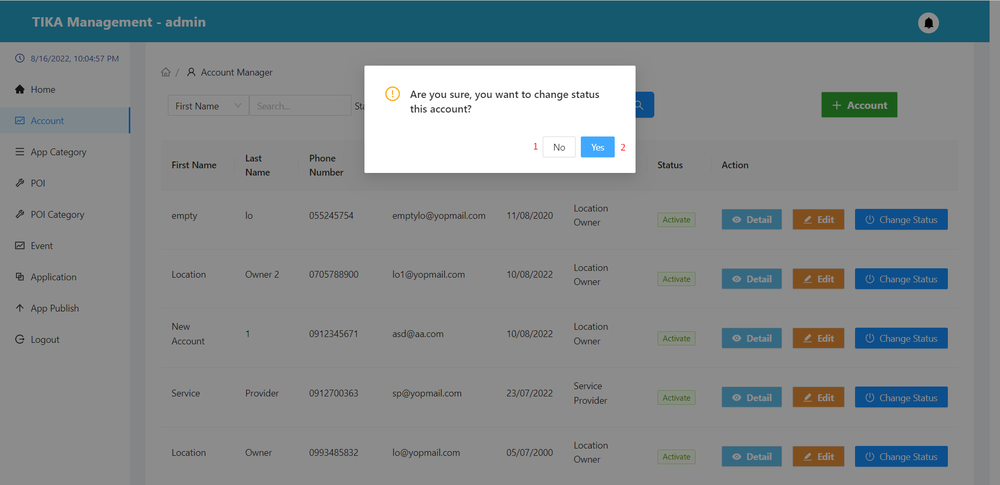 TIKA Management - admin
8/16/2022, 10:04:57 PM
Home
Account
App Category
POI
POI Category
Event
Application
App Publish
Logout
/ Account Manager
First Name Search... Sta
+ Account
Are you sure, you want to change status
this account?
1 No Yes 2
First Name Last Name Phone Number Status Action
empty lo 055245754 emptylo@yopmail.com 11/08/2020 Location Owner Activate Detail Edit Change Status
Location Owner 2 0705788900 lo1@yopmail.com 10/08/2022 Location Owner Activate Detail Edit Change Status
New Account 1 0912345671 asd@aa.com 10/08/2022 Location Owner Activate Detail Edit Change Status
Service Provider 0912700363 sp@yopmail.com 23/07/2022 Service Provider Activate Detail Edit Change Status
Location Owner 0993485832 lo@yopmail.com 05/07/2000 Location Owner Activate Detail Edit Change Status